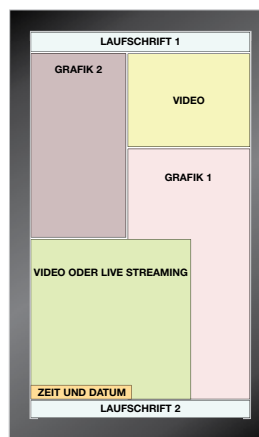 LAUFSCHRIFT 1
GRAFIK 2
VIDEO
GRAFIK 1
VIDEO ODER LIVE STREAMING
ZEIT UND DATUM
LAUFSCHRIFT 2